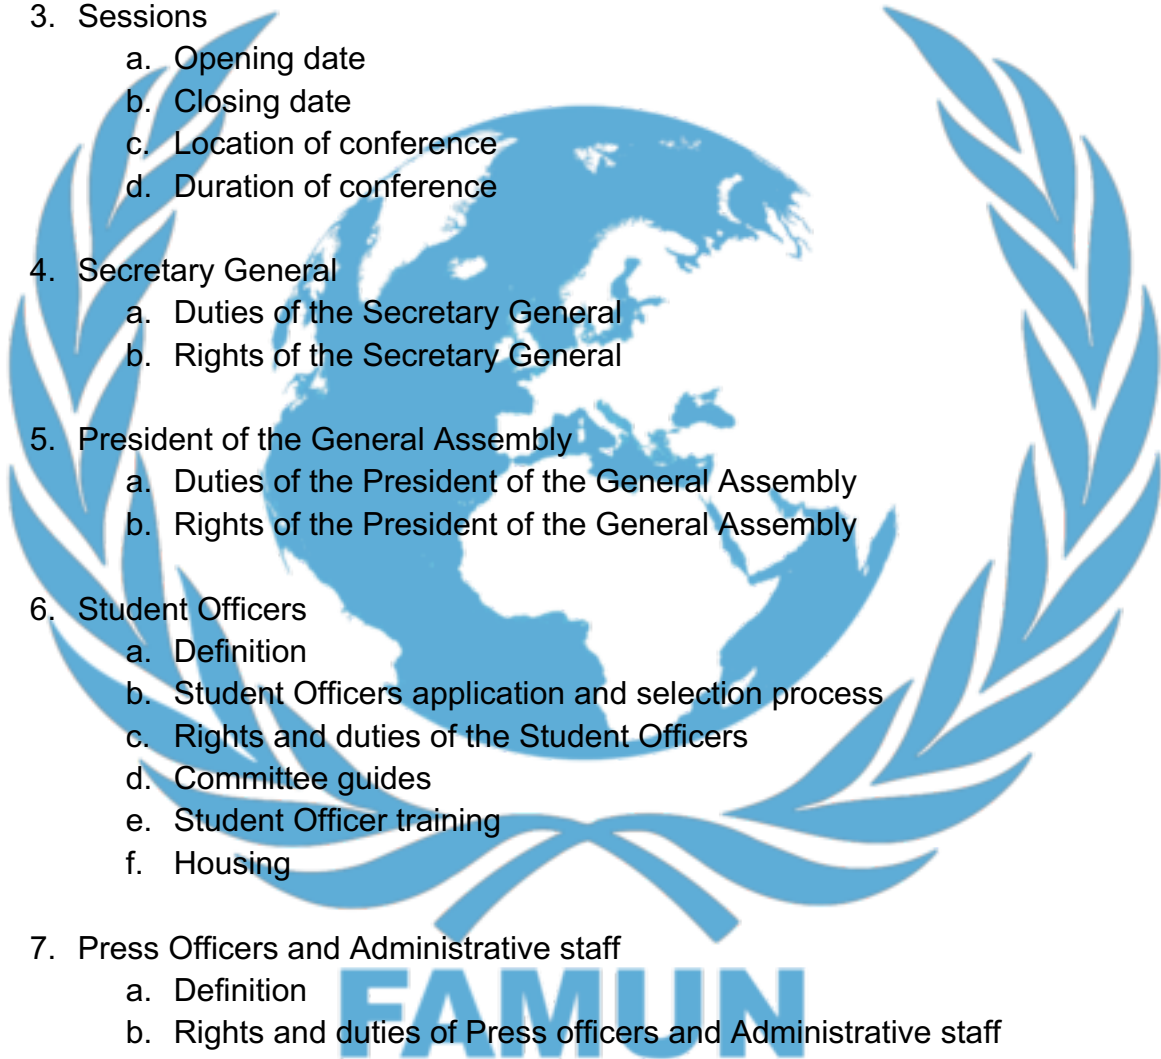 3. Sessions
a. Opening date
b. Closing date
c. Location of conference
d. Duration of conference
4. Secretary General
a. Duties of the Secretary General
b. Rights of the Secretary General
5. President of the General Assembly
a. Duties of the President of the General Assembly
b. Rights of the President of the General Assembly
6. Student Officers
a. Definition
b. Student Officers application and selection process
c. Rights and duties of the Student Officers
d. Committee guides
e. Student Officer training
f. Housing
7. Press Officers and Administrative staff
a. Definition
b. Rights and duties of Press officers and Administrative staff
FAMUN